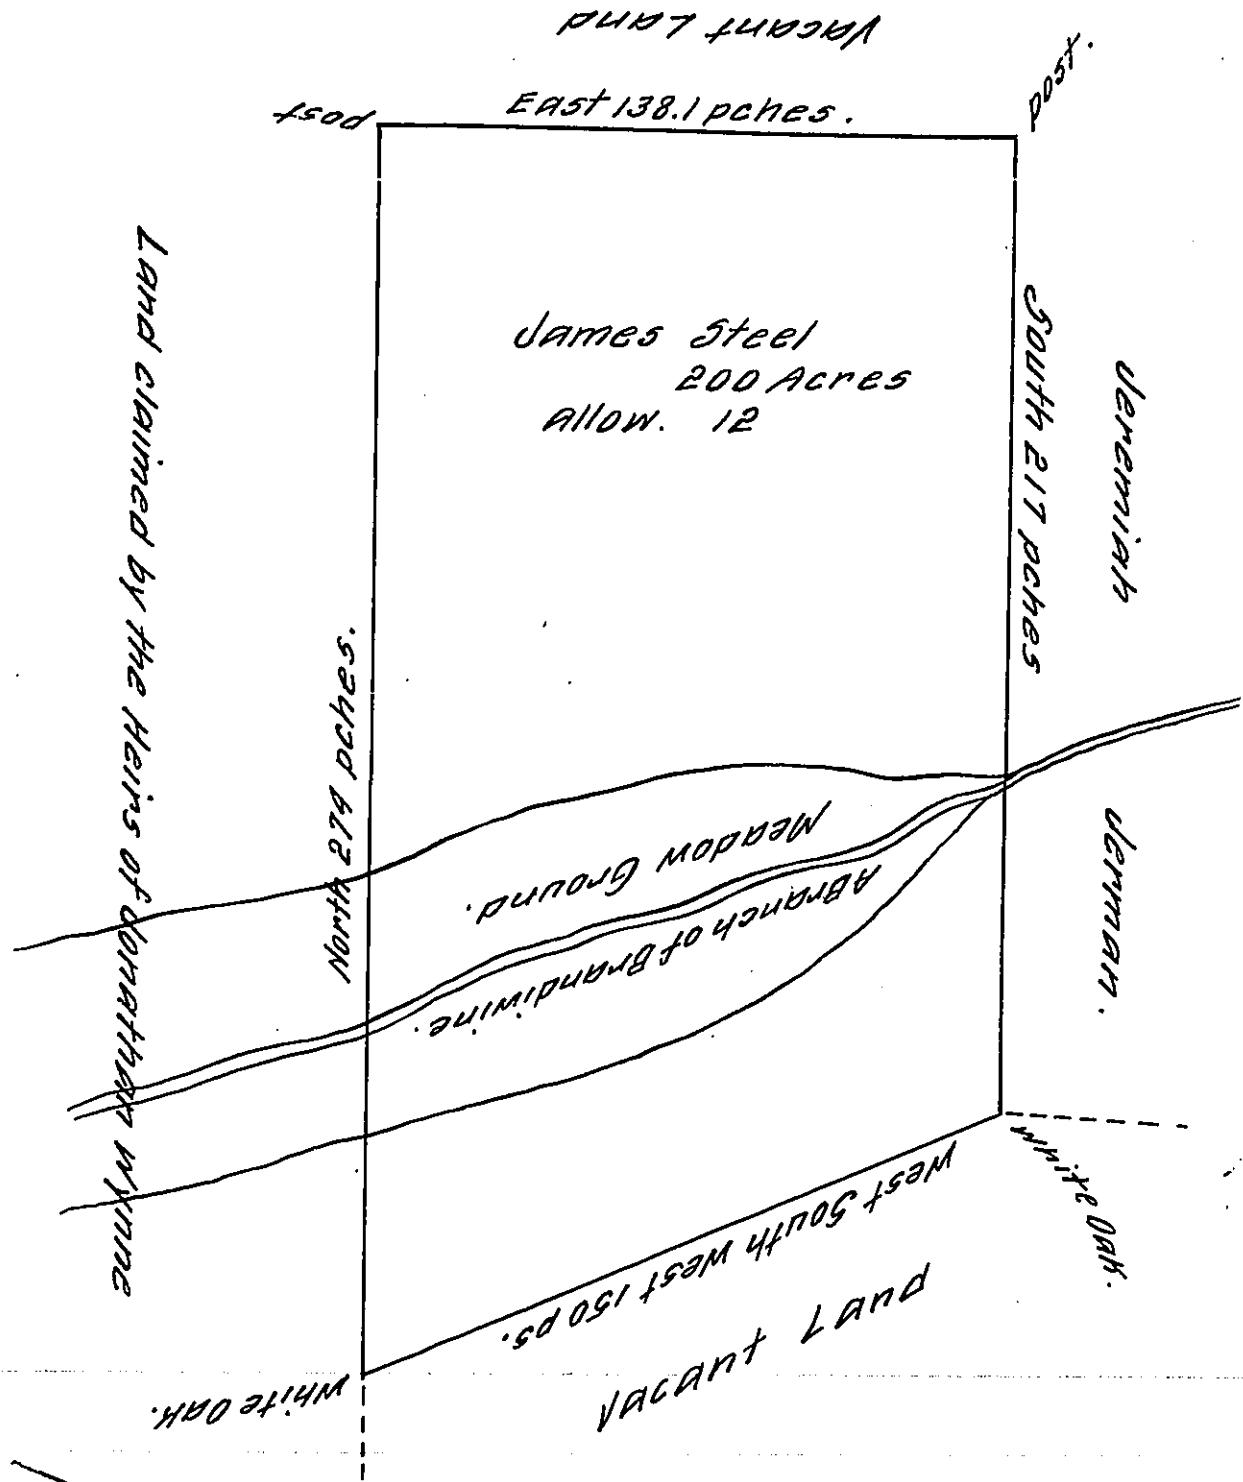 Vacant Land
post
East 138.1 pches.
post.
Land claimed by the Heirs of Jonathan Wynne
James Steel
200 Acres
Allow. 12
North 274 pches.
South 217 pches
Jeremiah
Jerman.
Meadow Ground.
A Branch of Brandiwine.
West South West 150 ps.
White Oak.
White Oak.
Vacant Land